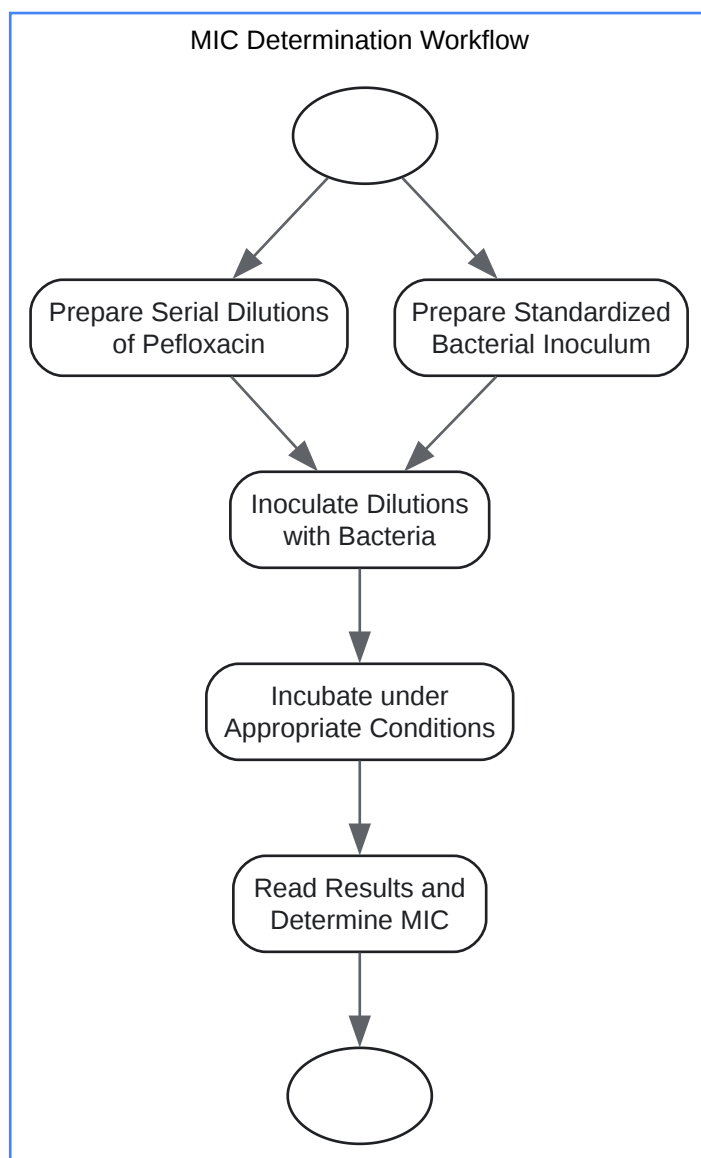 MIC Determination Workflow
Prepare Serial Dilutions
of Pefloxacin
Prepare Standardized
Bacterial Inoculum
Inoculate Dilutions
with Bacteria
Incubate under
Appropriate Conditions
Read Results and
Determine MIC